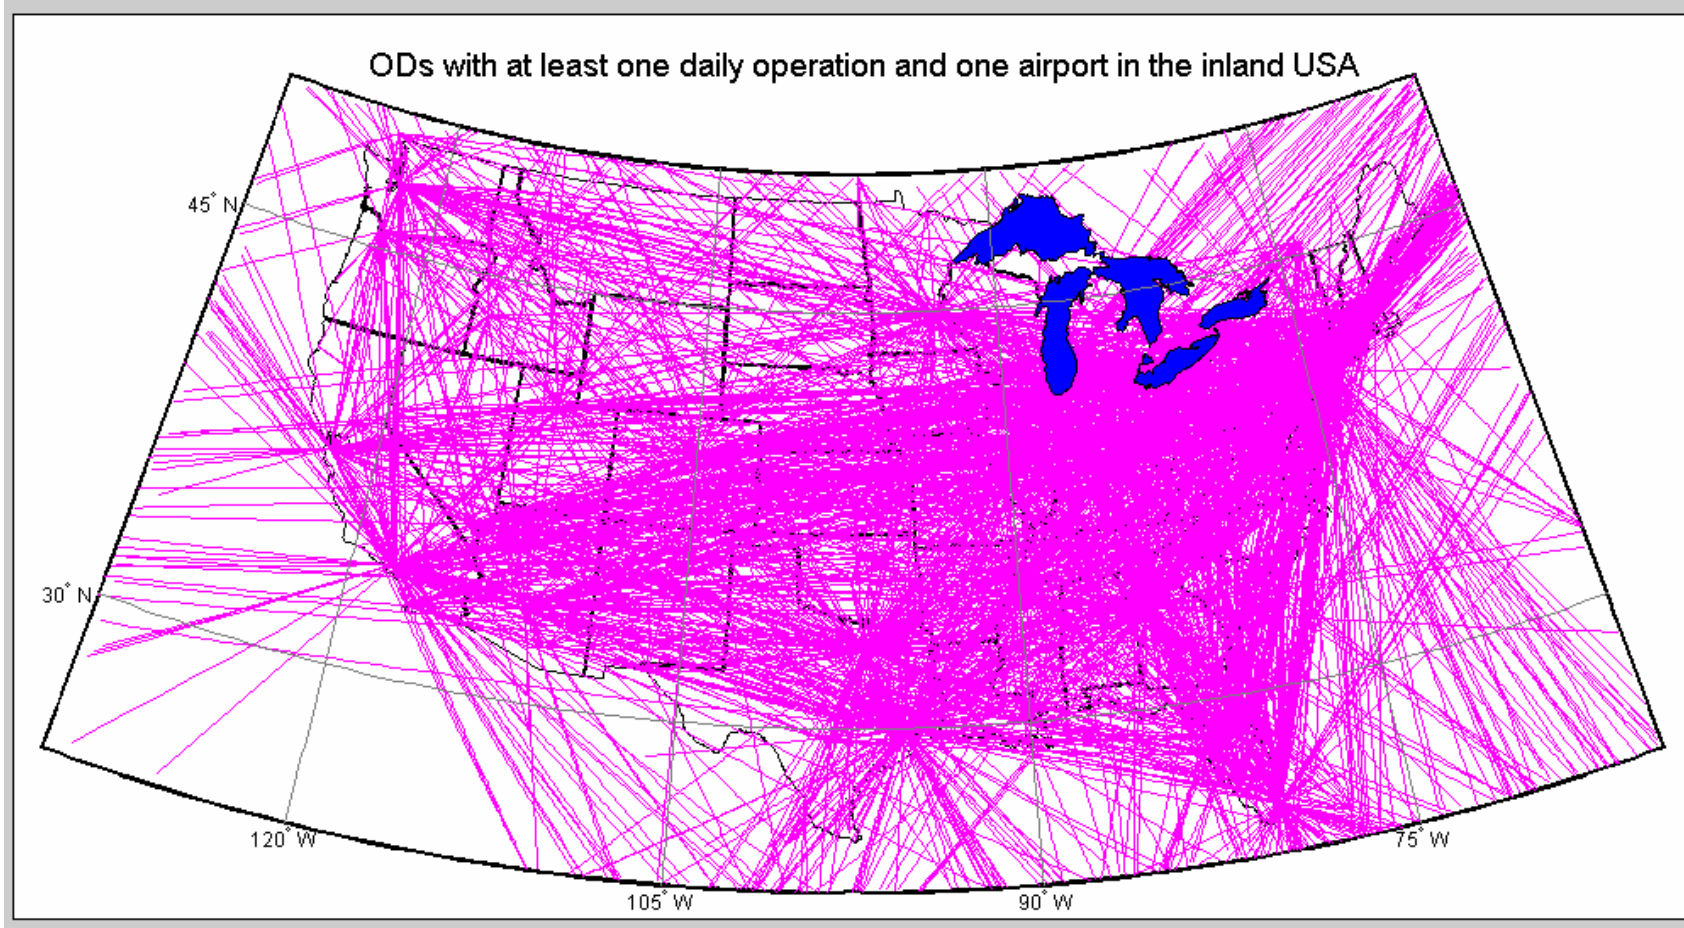 ODs with at least one daily operation and one airport in the inland USA
45° N
30° N
120° W
75° W
105° W
90° W